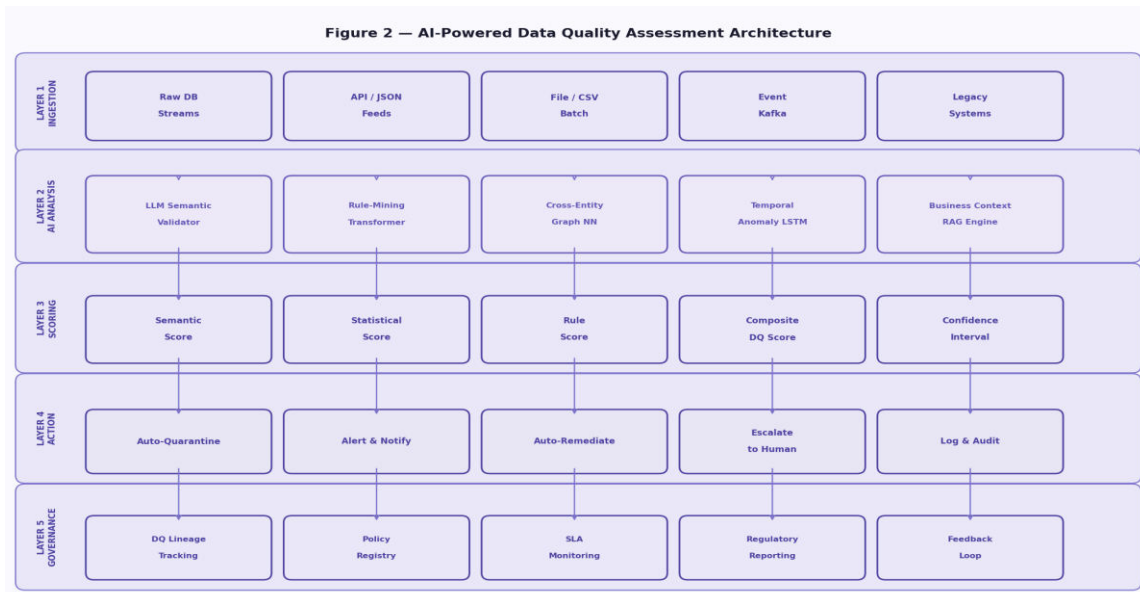 Figure 2 — AI-Powered Data Quality Assessment Architecture
LAYER 1
INGESTION
Raw DB
Streams
API / JSON
Feeds
File / CSV
Batch
Event
Kafka
Legacy
Systems
LAYER 2
AI ANALYSIS
LLM Semantic
Validator
Rule-Mining
Transformer
Cross-Entity
Graph NN
Temporal
Anomaly LSTM
Business Context
RAG Engine
LAYER 3
SCORING
Semantic
Score
Statistical
Score
Rule
Score
Composite
DQ Score
Confidence
Interval
LAYER 4
ACTION
Auto-Quarantine
Alert & Notify
Auto-Remediate
Escalate
to Human
Log & Audit
LAYER 5
GOVERNANCE
DQ Lineage
Tracking
Policy
Registry
SLA
Monitoring
Regulatory
Reporting
Feedback
Loop